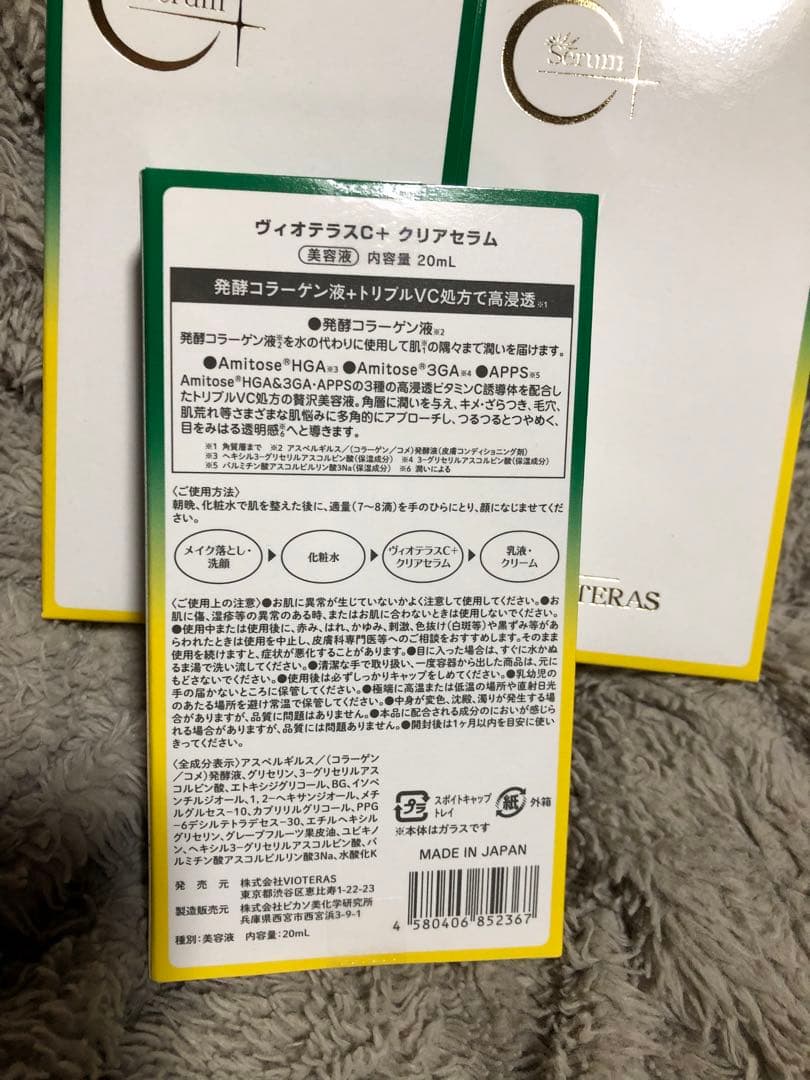 Serum
Serum
TERAS
ヴィオテラスC+ クリアセラム
美容液 内容量 20mL
発酵コラーゲン液+トリプルVC処方で高浸透※1
●発酵コラーゲン液※2
発酵コラーゲン液※2を水の代わりに使用して肌※1の隅々まで潤いを届けます。
●Amitose®HGA※3 ●Amitose®3GA※4 ●APPS※5
Amitose®HGA&3GA・APPSの3種の高浸透ビタミンC誘導体を配合し
たトリプルVC処方の贅沢美容液。角層に潤いを与え、キメ・ざらつき、毛穴、
肌荒れ等さまざまな肌悩みに多角的にアプローチし、つるつるとつやめく、
目をみはる透明感※6へと導きます。
※1 角質層まで ※2 アスペルギルス/(コラーゲン/コメ)発酵液(皮膚コンディショニング剤)
※3 ヘキシル3-グリセリルアスコルビン酸(保湿成分) ※4 3-グリセリルアスコルビン酸(保湿成分)
※5 パルミチン酸アスコルビルリン酸3Na(保湿成分) ※6 潤いによる
〈ご使用方法〉
朝晩、化粧水で肌を整えた後に、適量(7〜8滴)を手のひらにとり、顔になじませてくだ
さい。
メイク落とし・洗顔 ▶ 化粧水 ▶ ヴィオテラスC+クリアセラム ▶ 乳液・クリーム
〈ご使用上の注意〉●お肌に異常が生じていないかよく注意して使用してください。●お
肌に傷、湿疹等の異常のある時、またはお肌に合わないときは使用しないでください。
●使用中または使用後に、赤み、はれ、かゆみ、刺激、色抜け(白斑等)や黒ずみ等があ
らわれたときは使用を中止し、皮膚科専門医等へのご相談をおすすめします。そのまま
使用を続けますと、症状が悪化することがあります。●目に入った場合は、すぐに水かぬ
るま湯で洗い流してください。●清潔な手で取り扱い、一度容器から出した商品は、元に
もどさないでください。●使用後は必ずしっかりキャップをしめてください。●乳幼児の
手の届かないところに保管してください。●極端に高温または低温の場所や直射日光
のあたる場所を避け常温で保管してください。●中身が変色、沈殿、濁りが発生する場
合がありますが、品質に問題はありません。●本品に配合される成分のにおいが感じら
れる場合がありますが、品質には問題ありません。●開封後は1ヶ月以内を目安に使い
きってください。
〈全成分表示〉アスペルギルス/(コラーゲン
/コメ)発酵液、グリセリン、3-グリセリルアス
コルビン酸、エトキシジグリコール、BG、イソペ
ンチルジオール、1,2-ヘキサンジオール、メチ
ルグルセス-10、カプリリルグリコール、PPG
-6デシルテトラデセス-30、エチルヘキシル
グリセリン、グレープフルーツ果皮油、ユビキノ
ン、ヘキシル3-グリセリルアスコルビン酸、パ
ルミチン酸アスコルビルリン酸3Na、水酸化K
プラ スポイトキャップ トレイ 紙 外箱
※本体はガラスです
MADE IN JAPAN
発売元 株式会社VIOTERAS
東京都渋谷区恵比寿1-22-23
製造販売元 株式会社ピカソ美化学研究所
兵庫県西宮市西宮浜3-9-1
種別:美容液 内容量:20mL
4 580406 852367